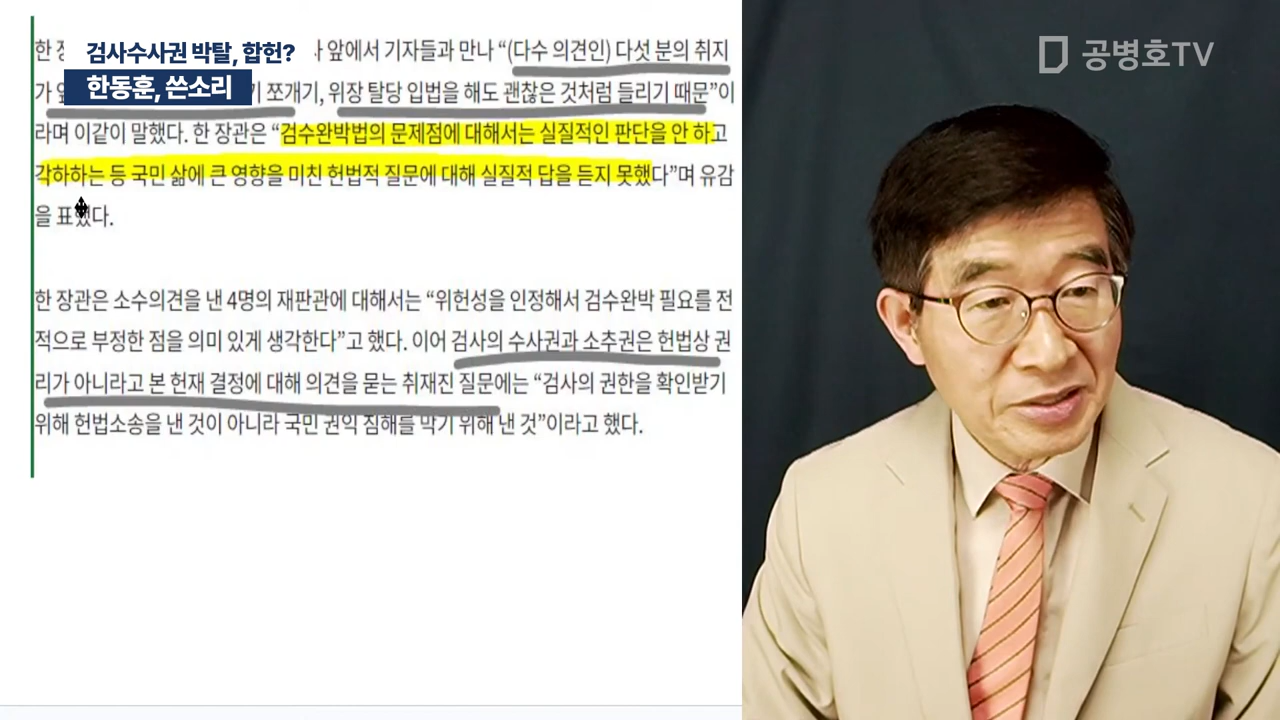 검사수사권 박탈, 합헌?
한동훈, 쓴소리
공병호TV
한 앞에서 기자들과 만나 “(다수 의견인) 다섯 분의 취지
가 쪼개기, 위장 탈당 입법을 해도 괜찮은 것처럼 들리기 때문”이
라며 이같이 말했다. 한 장관은 “검수완박법의 문제점에 대해서는 실질적인 판단을 안 하고
각하하는 등 국민 삶에 큰 영향을 미친 헌법적 질문에 대해 실질적 답을 듣지 못했다”며 유감
을 표했다.
한 장관은 소수의견을 낸 4명의 재판관에 대해서는 “위헌성을 인정해서 검수완박 필요를 전
적으로 부정한 점을 의미 있게 생각한다”고 했다. 이어 검사의 수사권과 소추권은 헌법상 권
리가 아니라고 본 헌재 결정에 대해 의견을 묻는 취재진 질문에는 “검사의 권한을 확인받기
위해 헌법소송을 낸 것이 아니라 국민 권익 침해를 막기 위해 낸 것”이라고 했다.